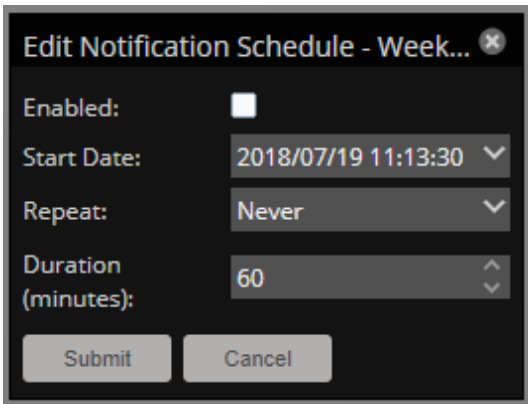 Edit Notification Schedule - Week...
Enabled:
Start Date: 2018/07/19 11:13:30
Repeat: Never
Duration
(minutes): 60
Submit Cancel